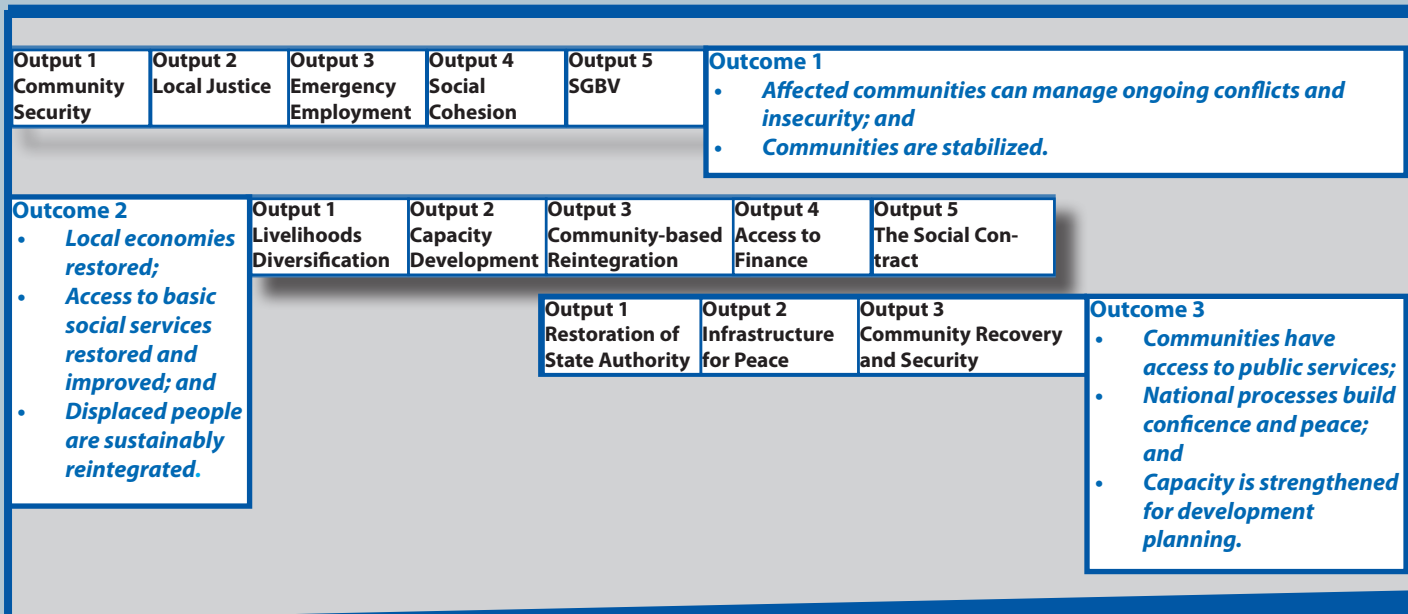 Output 1
Community
Security
Output 2
Local Justice
Output 3
Emergency
Employment
Output 4
Social
Cohesion
Output 5
SGBV
Outcome 1
• Affected communities can manage ongoing conflicts and
insecurity; and
• Communities are stabilized.
Outcome 2
• Local economies
restored;
• Access to basic
social services
restored and
improved; and
• Displaced people
are sustainably
reintegrated.
Output 1
Livelihoods
Diversification
Output 2
Capacity
Development
Output 3
Community-based
Reintegration
Output 4
Access to
Finance
Output 5
The Social Con-
tract
Output 1
Restoration of
State Authority
Output 2
Infrastructure
for Peace
Output 3
Community Recovery
and Security
Outcome 3
• Communities have
access to public services;
• National processes build
conficence and peace;
and
• Capacity is strengthened
for development
planning.